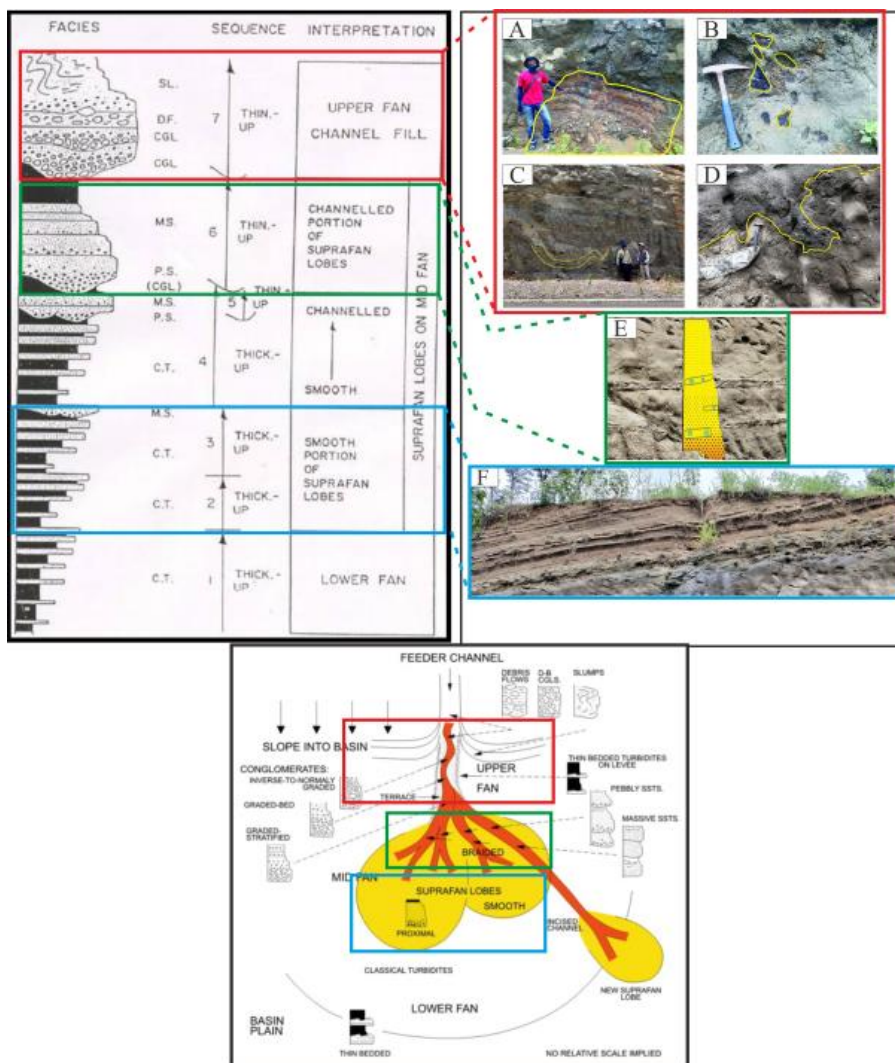 FACIES SEQUENCE INTERPRETATION
SL.
D.F.
CGL
CGL
7 THIN.-
UP
UPPER FAN
CHANNEL FILL
M.S.
P.S.
(CGL)
6 THIN.-
UP
CHANNELLED
PORTION
OF
SUPRAFAN
LOBES
M.S.
P.S.
5 THIN.-
UP
C.T.
4 THICK.-
UP
CHANNELLED
SMOOTH
M.S.
C.T.
3 THICK.-
UP
C.T.
2 THICK.-
UP
SMOOTH
PORTION
OF
SUPRAFAN
LOBES
SUPRAFAN LOBES ON MID FAN
C.T.
1 THICK.-
UP
LOWER FAN
A
B
C
D
E
F
FEEDER CHANNEL
DEBRIS
FLOWS
D-B
CGLS.
SLUMPS
SLOPE INTO BASIN
CONGLOMERATES:
INVERSE-TO-NORMALY
GRADED
GRADED-BED
GRADED-
STRATIFIED
UPPER
FAN
TERRACE
THIN BEDDED TURBIDITES
ON LEVEE
PEBBLY SSTS.
MASSIVE SSTS.
BRAIDED
MID FAN
SUPRAFAN LOBES
SMOOTH
PROXIMAL
INCISED
CHANNEL
CLASSICAL TURBIDITES
NEW SUPRAFAN
LOBE
LOWER FAN
BASIN
PLAIN
THIN BEDDED
NO RELATIVE SCALE IMPLIED